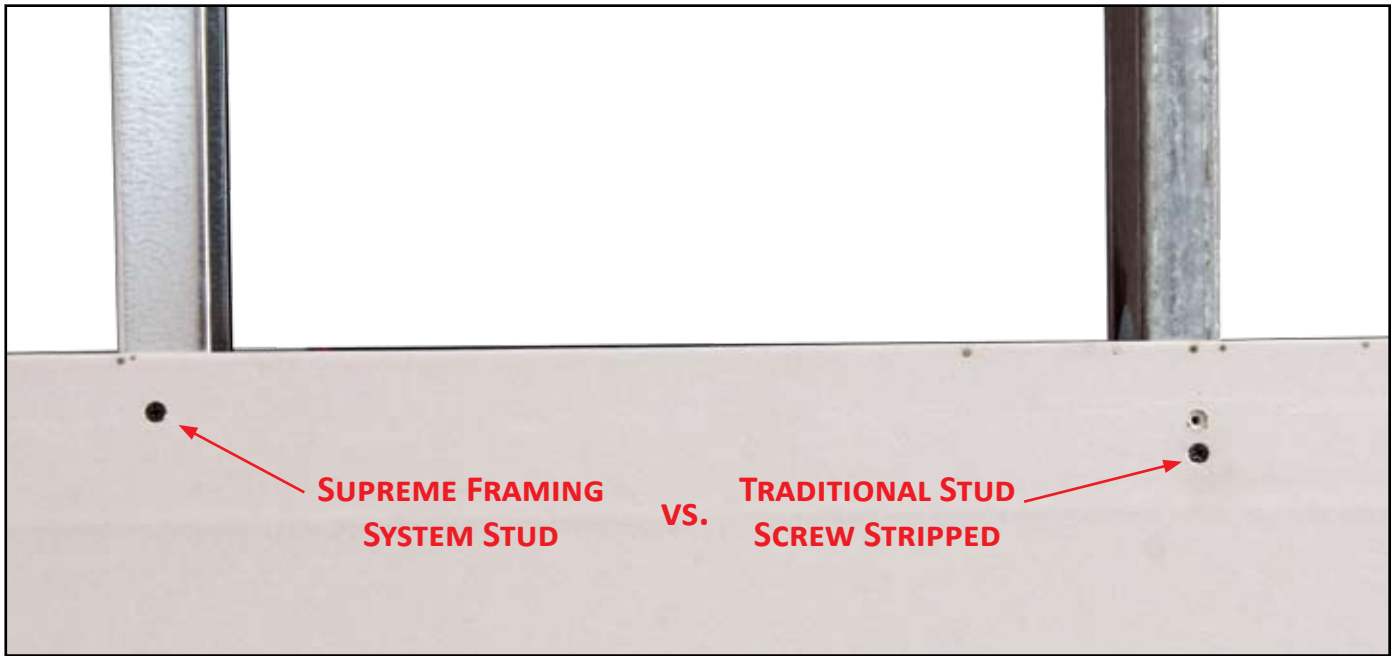 Supreme Framing
System Stud
vs.
Traditional Stud
Screw Stripped